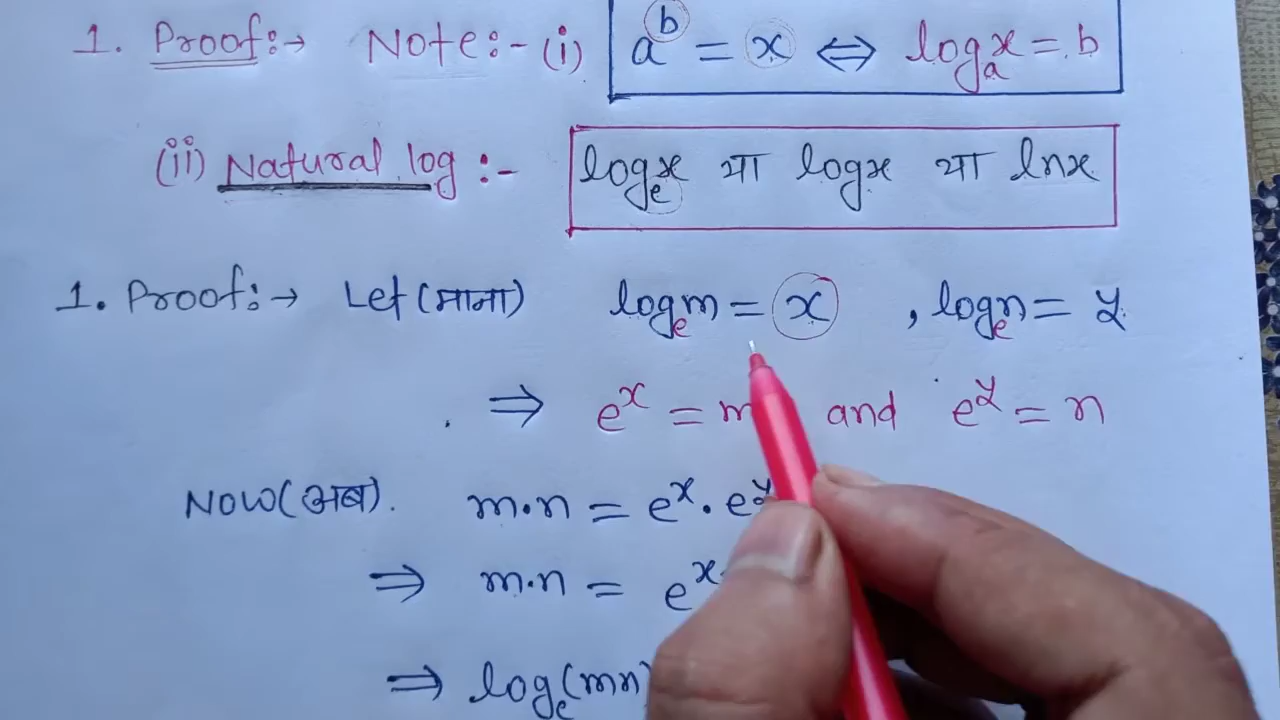 1. Proof:→ Note:- (i) a^b = x ⇔ log_a x = b
(ii) Natural log :- log_e x या log x या ln x
1. Proof:→ Let (माना) log_e m = x , log_e n = y
⇒ e^x = m and e^y = n
Now (अब). m·n = e^x · e^y
⇒ m·n = e^x
⇒ log_e (mn)